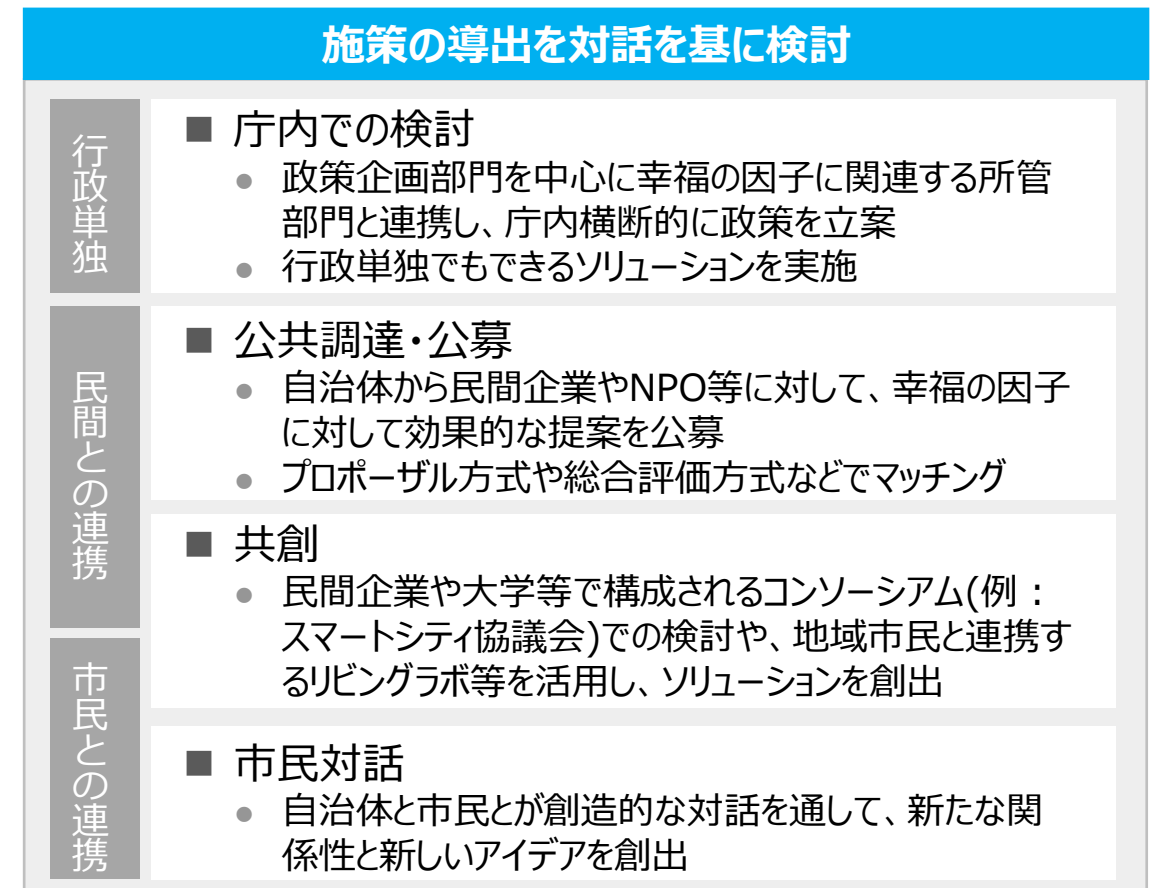 施策の導出を対話を基に検討
行政単独
■ 庁内での検討
● 政策企画部門を中心に幸福の因子に関連する所管
部門と連携し、庁内横断的に政策を立案
● 行政単独でもできるソリューションを実施
民間との連携
■ 公共調達・公募
● 自治体から民間企業やNPO等に対して、幸福の因子
に対して効果的な提案を公募
● プロポーザル方式や総合評価方式などでマッチング
■ 共創
● 民間企業や大学等で構成されるコンソーシアム(例：
スマートシティ協議会)での検討や、地域市民と連携す
るリビングラボ等を活用し、ソリューションを創出
市民との連携
■ 市民対話
● 自治体と市民とが創造的な対話を通して、新たな関
係性と新しいアイデアを創出